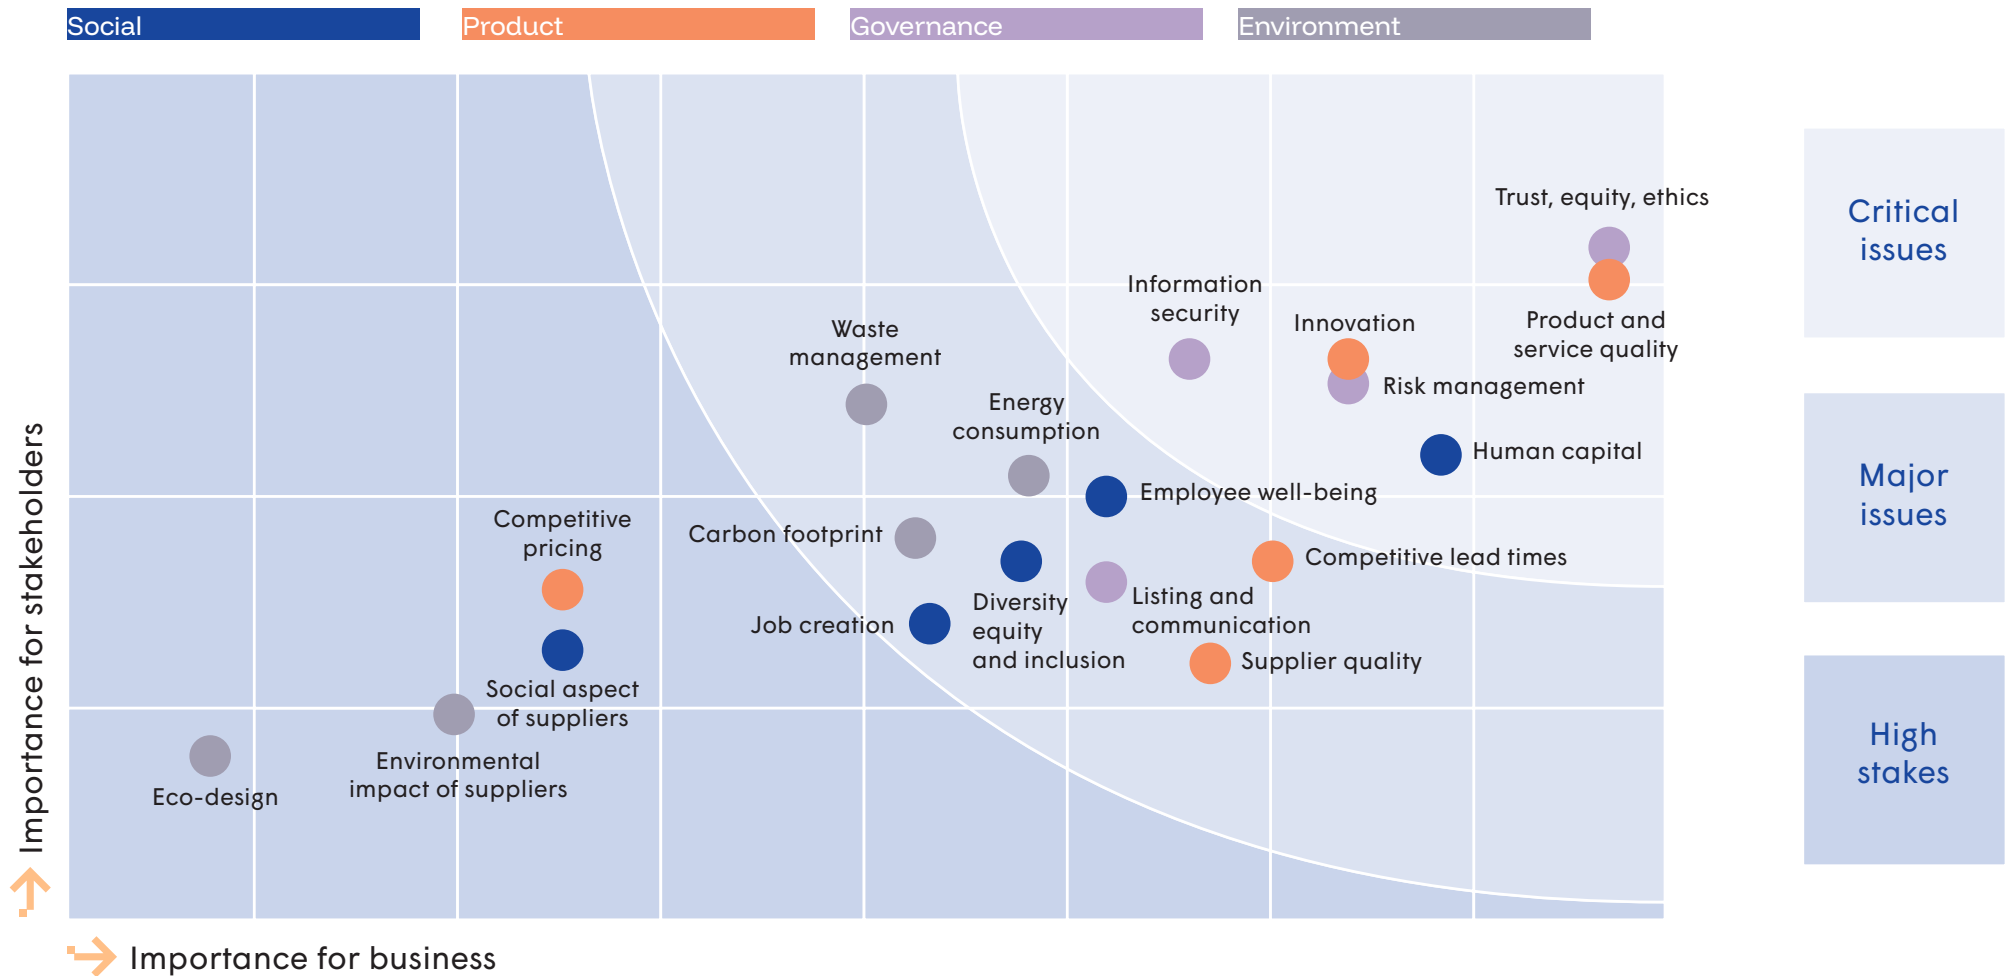 Social
Product
Governance
Environment
Trust, equity, ethics
Critical
issues
Information
security
Innovation
Product and
service quality
Waste
management
Risk management
Energy
consumption
Human capital
Major
issues
Employee well-being
Competitive
pricing
Carbon footprint
Competitive lead times
Diversity
equity
and inclusion
Listing and
communication
Job creation
Supplier quality
Social aspect
of suppliers
Environmental
impact of suppliers
Eco-design
High
stakes
Importance for stakeholders
Importance for business